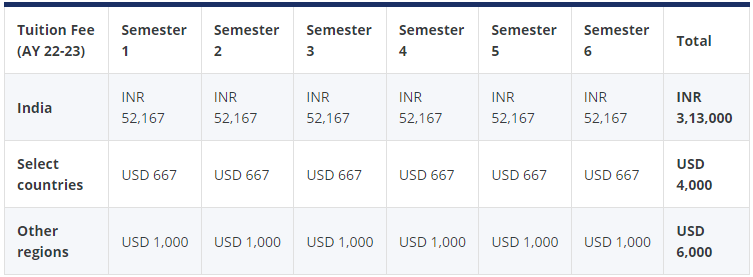 Tuition Fee (AY 22-23) Semester 1 Semester 2 Semester 3 Semester 4 Semester 5 Semester 6 Total
India INR 52,167 INR 52,167 INR 52,167 INR 52,167 INR 52,167 INR 52,167 INR 3,13,000
Select countries USD 667 USD 667 USD 667 USD 667 USD 667 USD 667 USD 4,000
Other regions USD 1,000 USD 1,000 USD 1,000 USD 1,000 USD 1,000 USD 1,000 USD 6,000